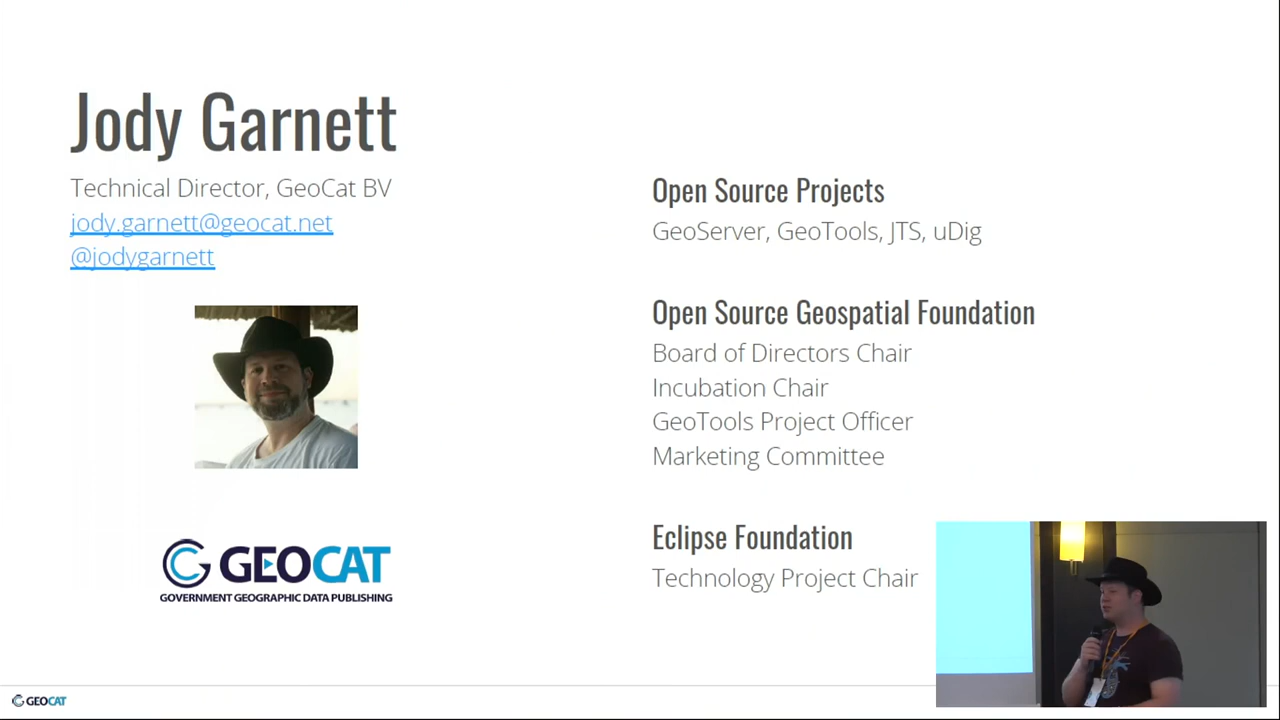 Jody Garnett
Technical Director, GeoCat BV
jody.garnett@geocat.net
@jodygarnett
GEOCAT
GOVERNMENT GEOGRAPHIC DATA PUBLISHING
Open Source Projects
GeoServer, GeoTools, JTS, uDig
Open Source Geospatial Foundation
Board of Directors Chair
Incubation Chair
GeoTools Project Officer
Marketing Committee
Eclipse Foundation
Technology Project Chair
GEOCAT